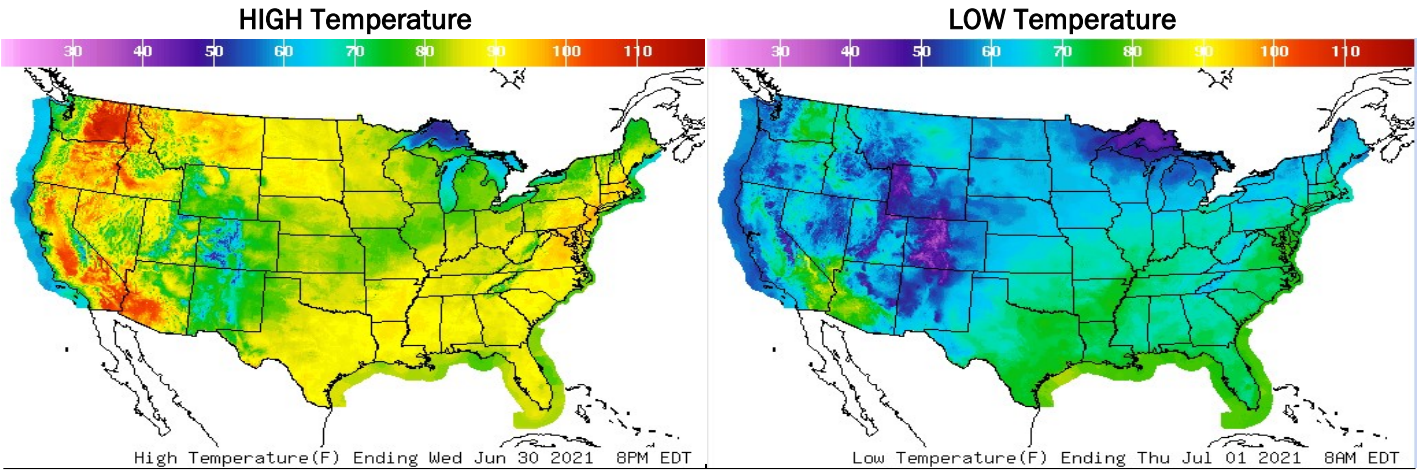 HIGH Temperature
30 40 50 60 70 80 90 100 110
High Temperature(F) Ending Wed Jun 30 2021 8PM EDT
LOW Temperature
30 40 50 60 70 80 90 100 110
Low Temperature(F) Ending Thu Jul 01 2021 8AM EDT